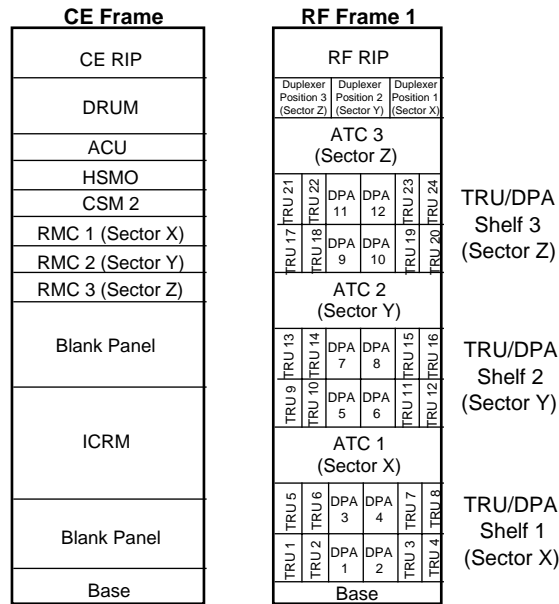 CE Frame
CE RIP
DRUM
ACU
HSMO
CSM 2
RMC 1 (Sector X)
RMC 2 (Sector Y)
RMC 3 (Sector Z)
Blank Panel
ICRM
Blank Panel
Base
RF Frame 1
RF RIP
Duplexer
Position 3
(Sector Z)
Duplexer
Position 2
(Sector Y)
Duplexer
Position 1
(Sector X)
ATC 3
(Sector Z)
TRU 21
TRU 22
DPA
11
DPA
12
TRU 23
TRU 24
TRU 17
TRU 18
DPA
9
DPA
10
TRU 19
TRU 20
TRU/DPA
Shelf 3
(Sector Z)
ATC 2
(Sector Y)
TRU 13
TRU 14
DPA
7
DPA
8
TRU 15
TRU 16
TRU 9
TRU 10
DPA
5
DPA
6
TRU 11
TRU 12
TRU/DPA
Shelf 2
(Sector Y)
ATC 1
(Sector X)
TRU 5
TRU 6
DPA
3
DPA
4
TRU 7
TRU 8
TRU 1
TRU 2
DPA
1
DPA
2
TRU 3
TRU 4
TRU/DPA
Shelf 1
(Sector X)
Base